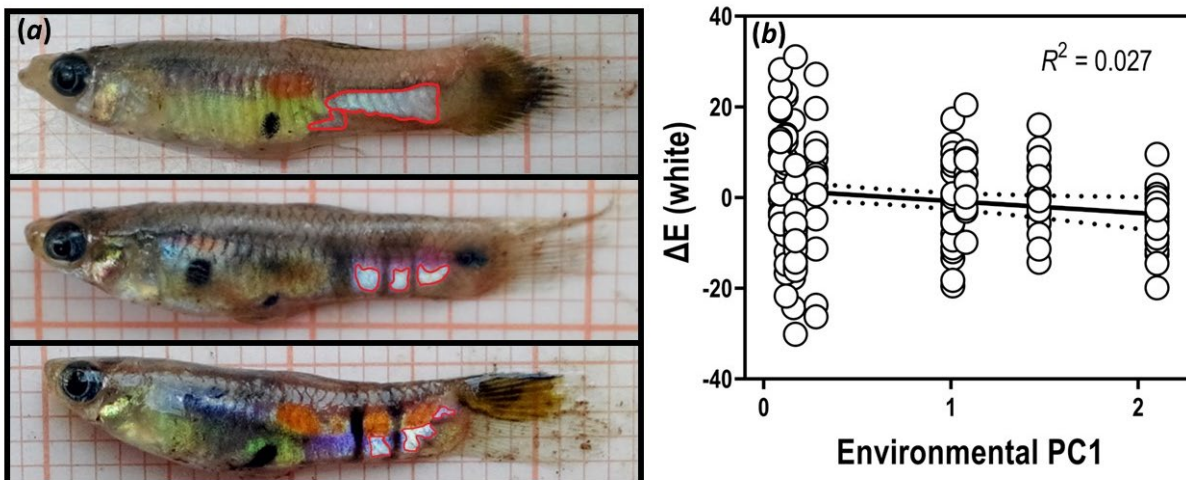 (a)
(b)
R² = 0.027
ΔE (white)
40
20
0
-20
-40
0
1
2
Environmental PC1